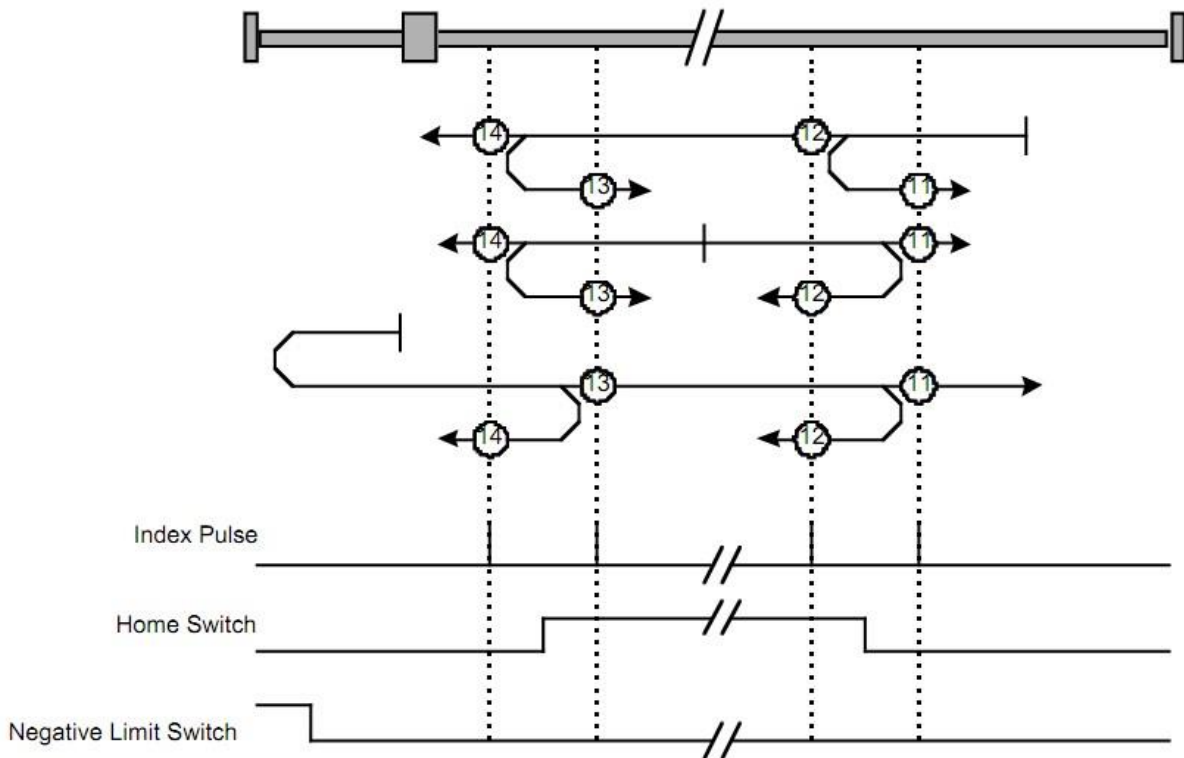 14 12
13 11
14 11
13 12
13 11
14 12
Index Pulse
Home Switch
Negative Limit Switch